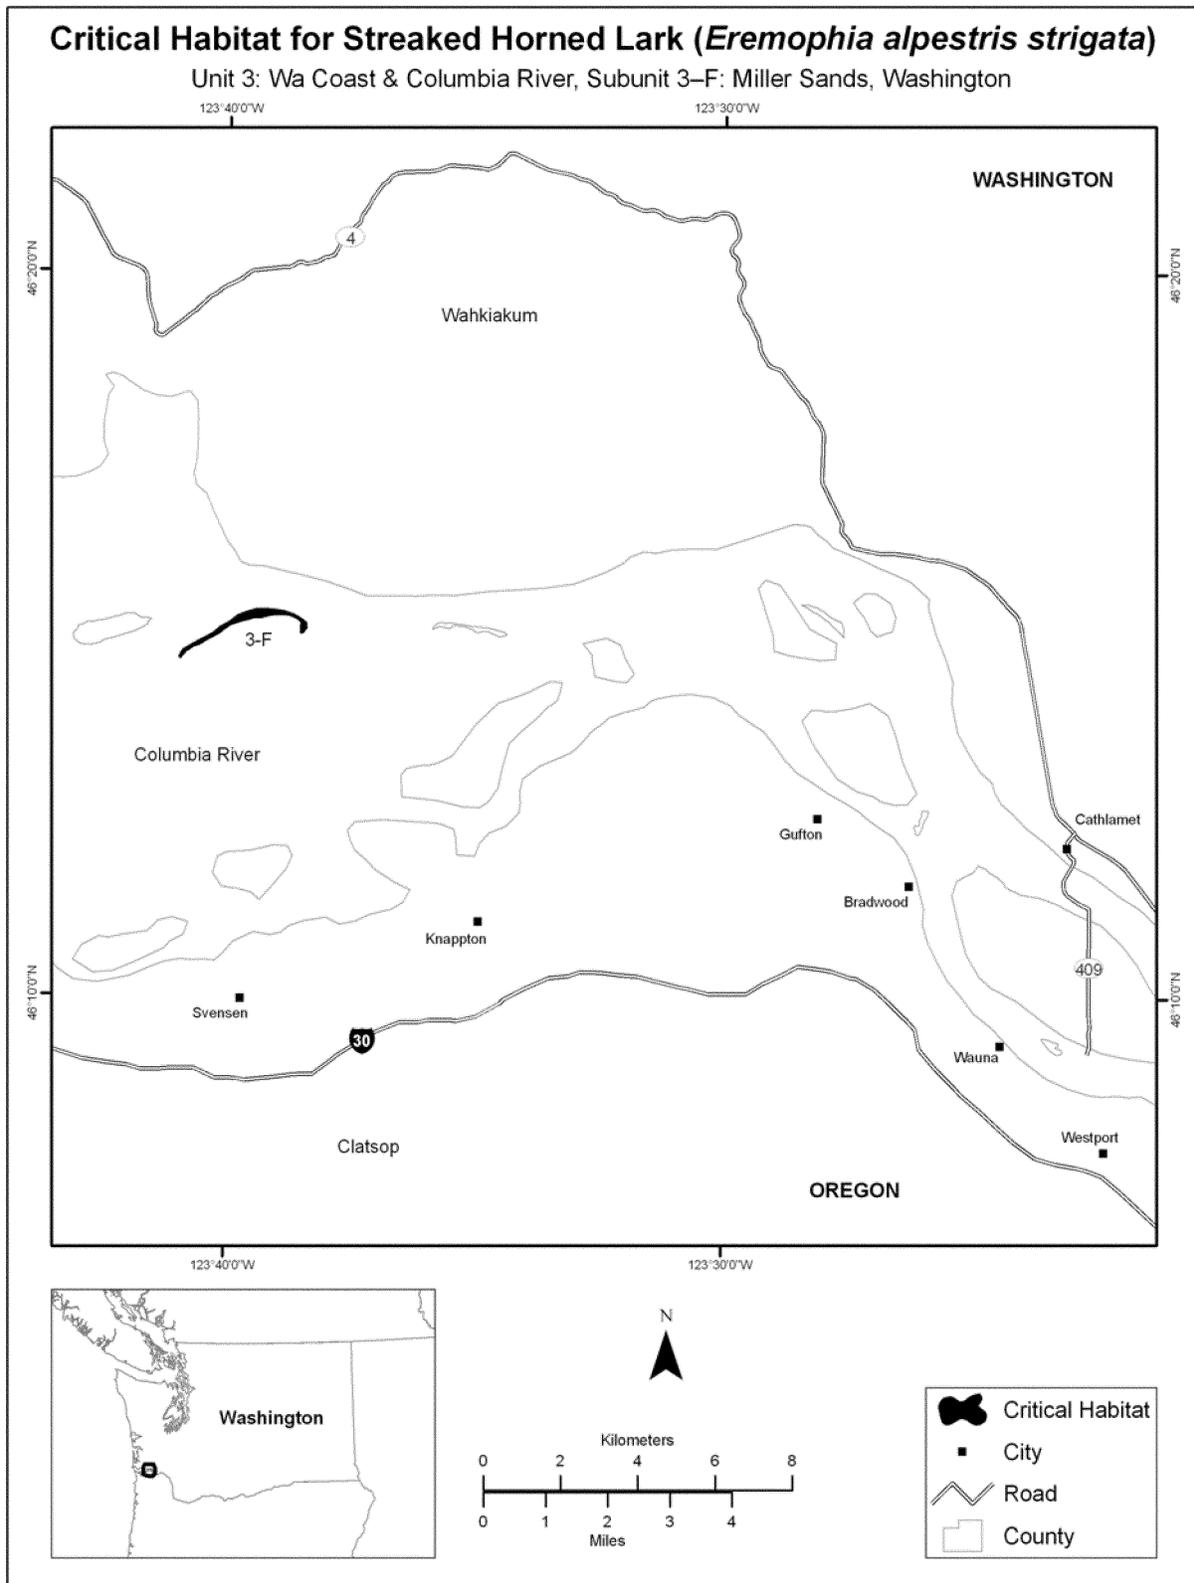 Critical Habitat for Streaked Horned Lark (Eremophia alpestris strigata)
Unit 3: Wa Coast & Columbia River, Subunit 3–F: Miller Sands, Washington
123°40'0"W
123°30'0"W
WASHINGTON
4
46°20'0"N
46°20'0"N
Wahkiakum
3-F
Columbia River
Cathlamet
Gufton
Bradwood
Knappton
409
46°10'0"N
46°10'0"N
Svensen
30
Wauna
Clatsop
Westport
OREGON
123°40'0"W
123°30'0"W
N
Washington
Kilometers
0 2 4 6 8
0 1 2 3 4
Miles
Critical Habitat
City
Road
County